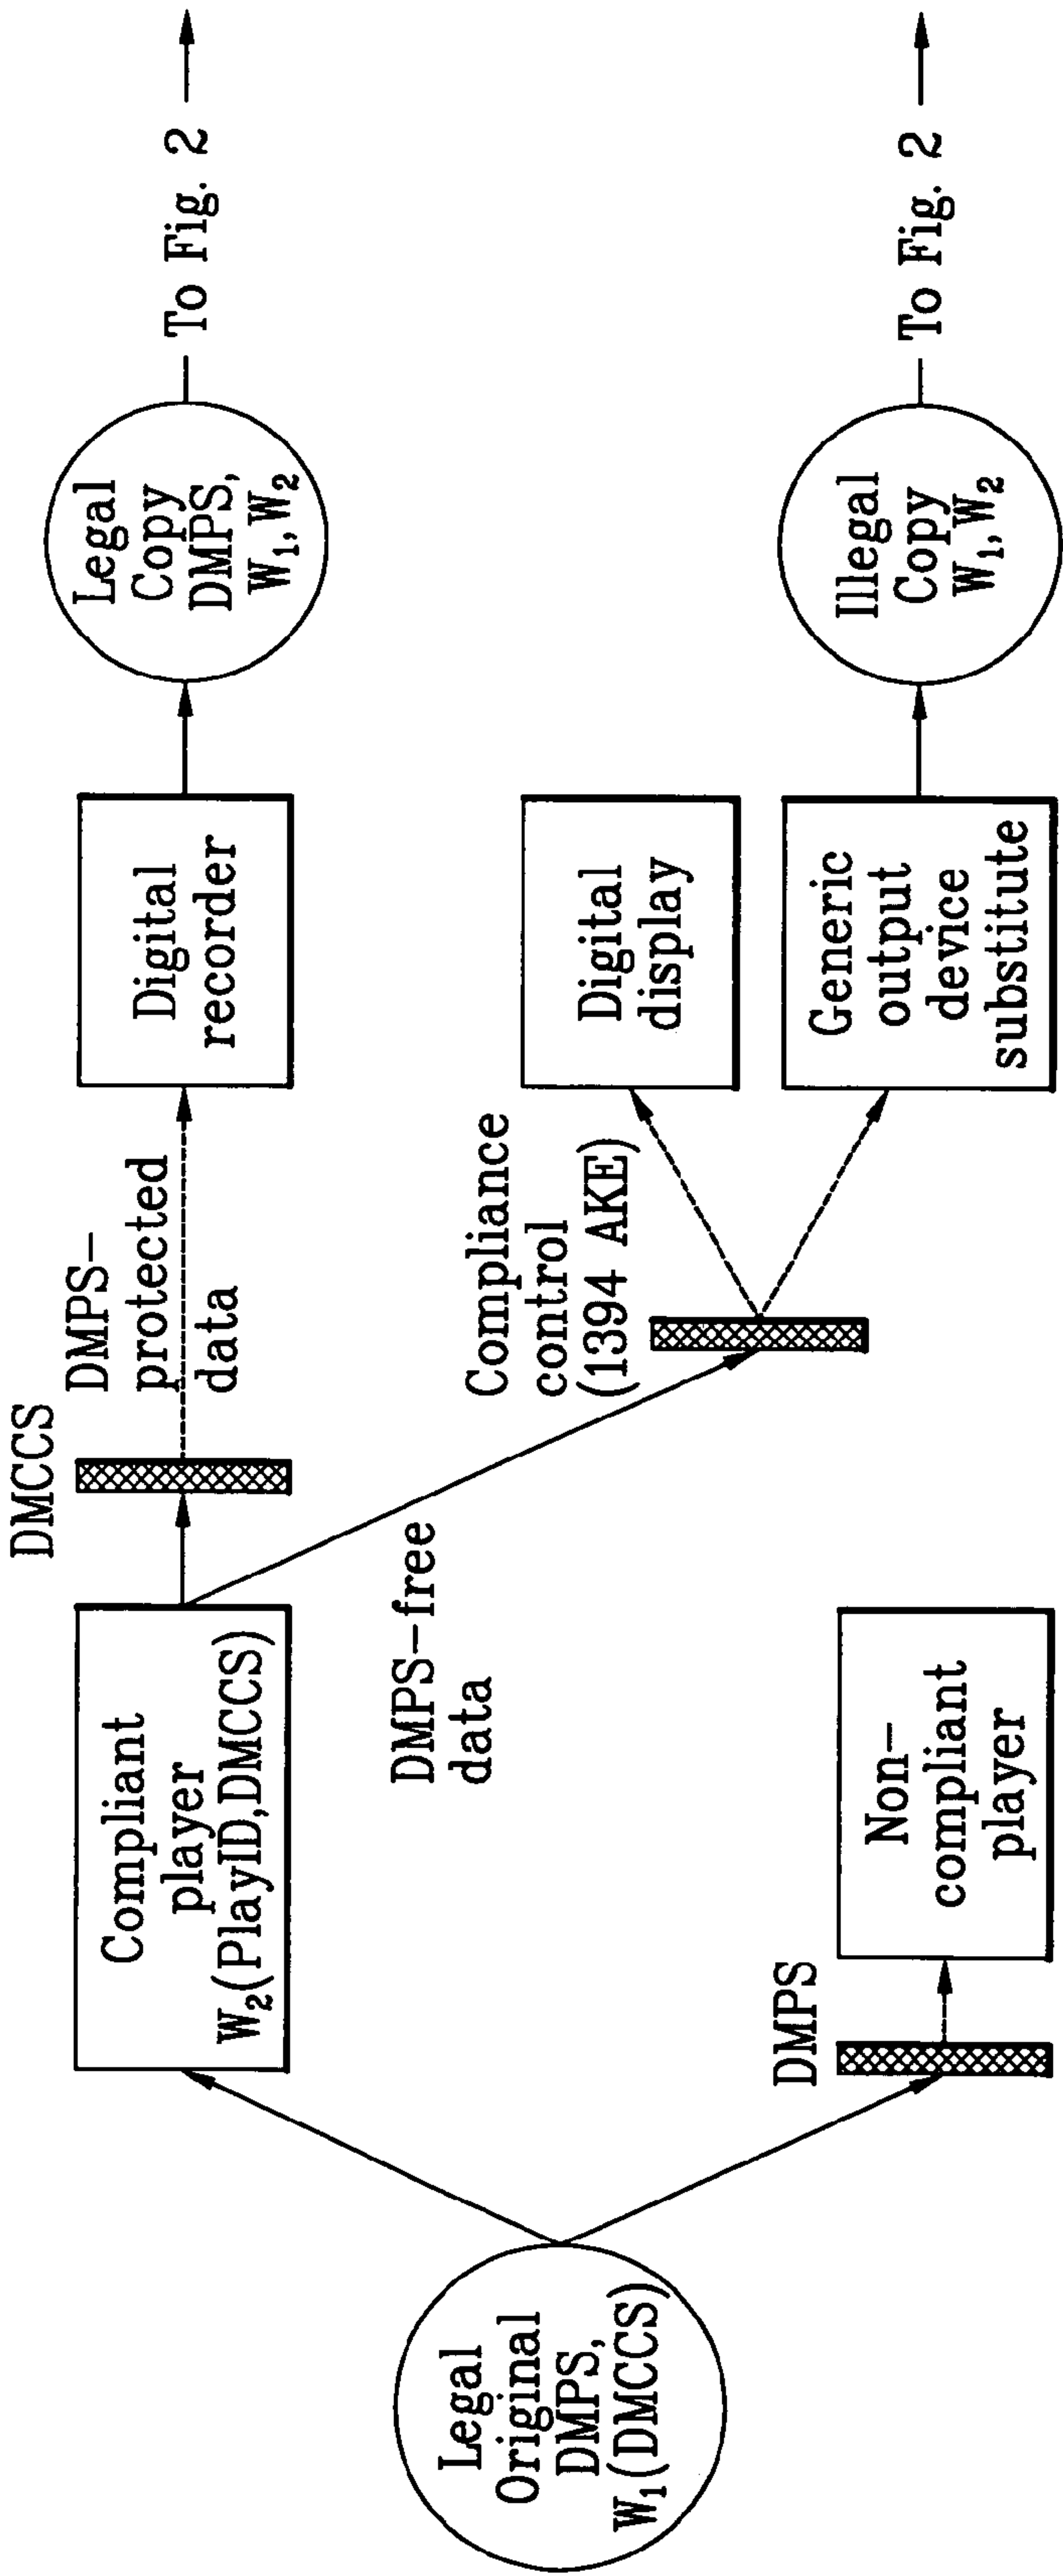 Legal
Original
DMPS,
W₁(DMCCS)
Compliant
player
W₂(PlayID,DMCCS)
DMCCS
DMPS-
protected
data
Digital
recorder
Legal
Copy
DMPS,
W₁,W₂
To Fig. 2
DMPS-free
data
Compliance
control
(1394 AKE)
Digital
display
Generic
output
device
substitute
Illegal
Copy
W₁,W₂
To Fig. 2
DMPS
Non-
compliant
player